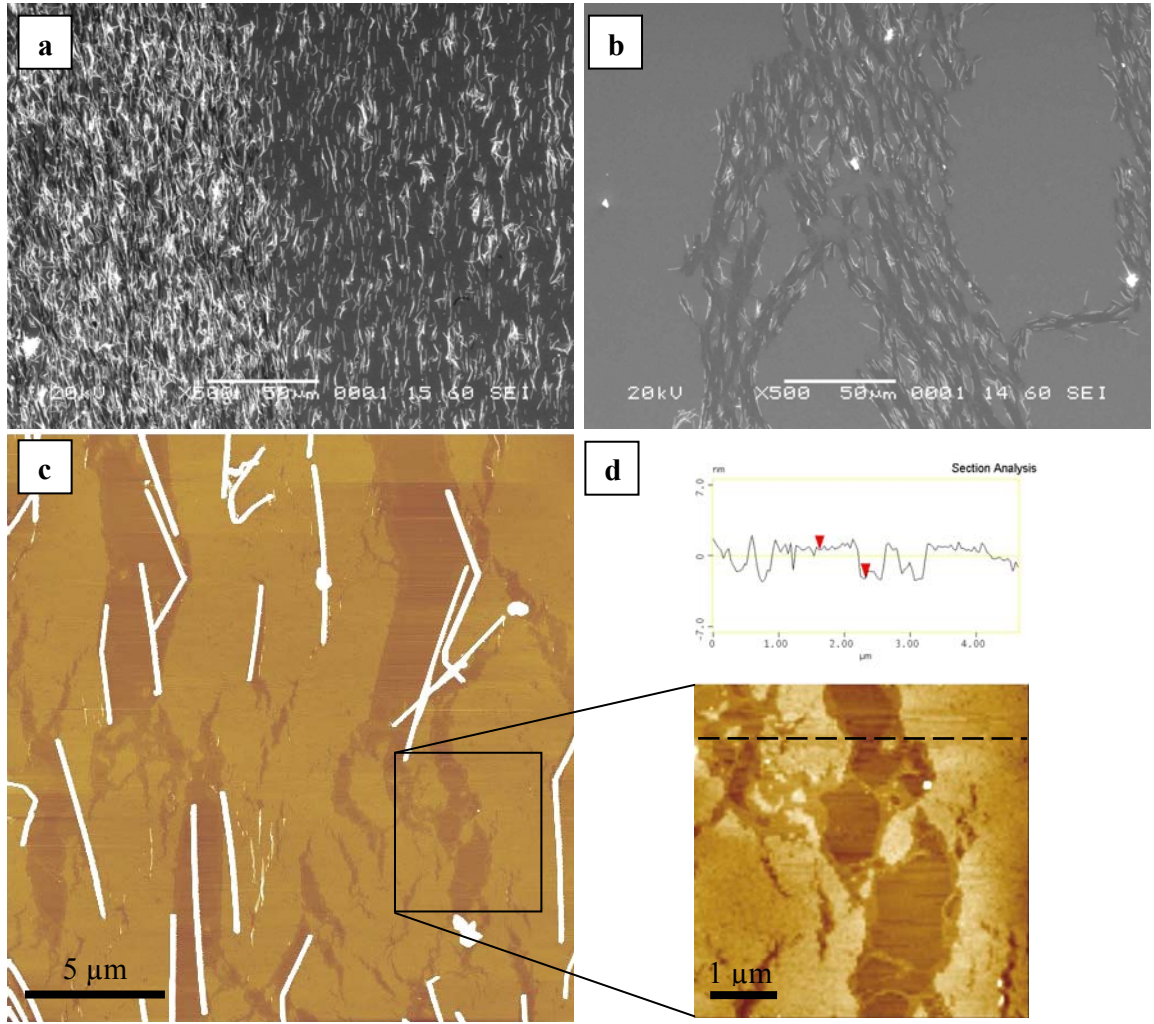 a
20kV X500 50µm 0001 15 60 SEI
b
20kV X500 50µm 0001 14 60 SEI
c
5 µm
d
nm
Section Analysis
7.0
0
-7.0
0
1.00
2.00
3.00
4.00
µm
1 µm